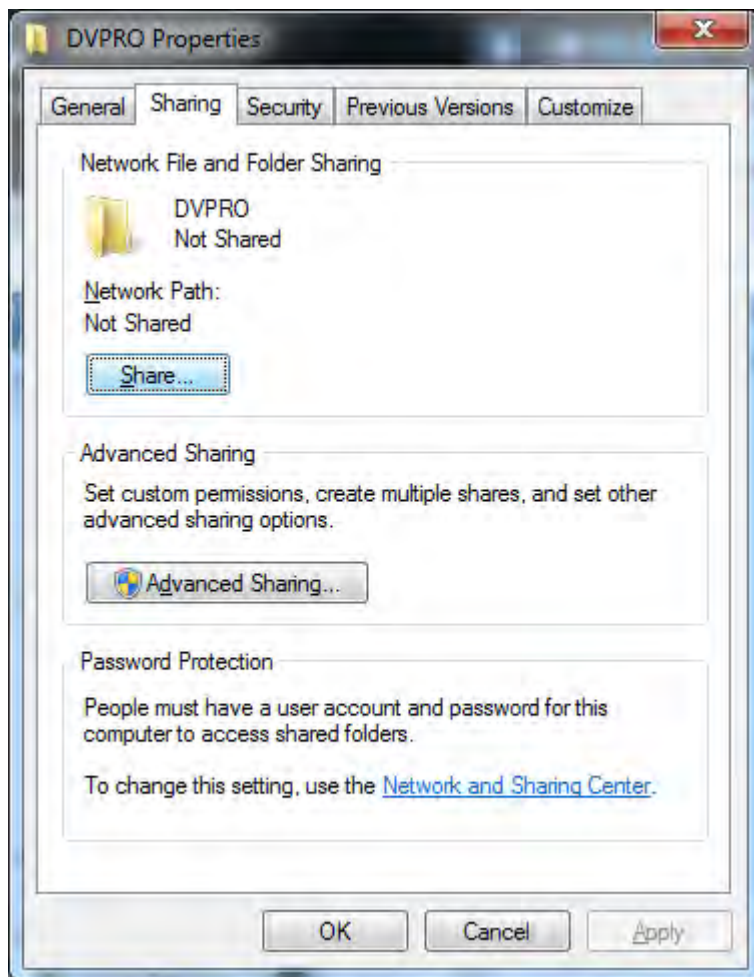 DVPRO Properties
General Sharing Security Previous Versions Customize
Network File and Folder Sharing
DVPRO
Not Shared
Network Path:
Not Shared
Share...
Advanced Sharing
Set custom permissions, create multiple shares, and set other
advanced sharing options.
Advanced Sharing...
Password Protection
People must have a user account and password for this
computer to access shared folders.
To change this setting, use the Network and Sharing Center.
OK Cancel Apply